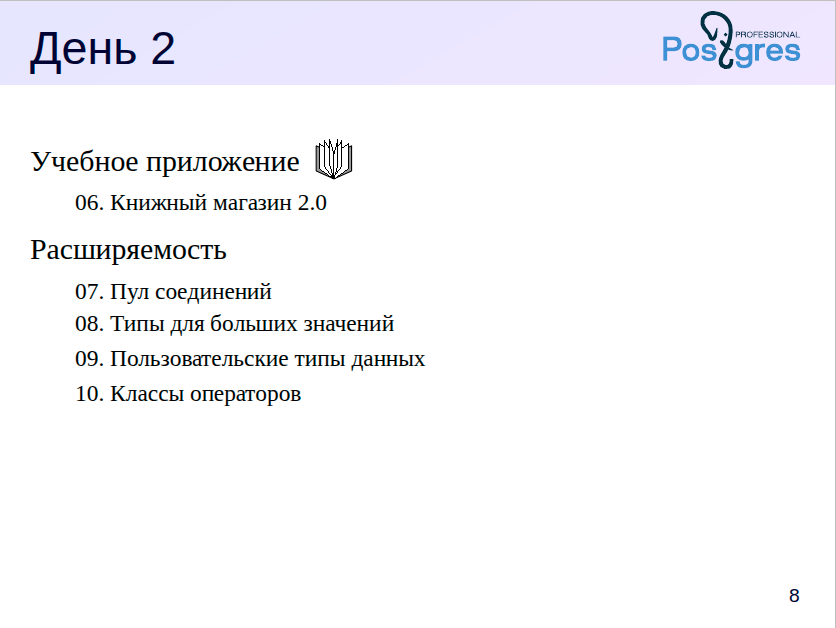 День 2
PROFESSIONAL
Postgres
Учебное приложение
06. Книжный магазин 2.0
Расширяемость
07. Пул соединений
08. Типы для больших значений
09. Пользовательские типы данных
10. Классы операторов
8